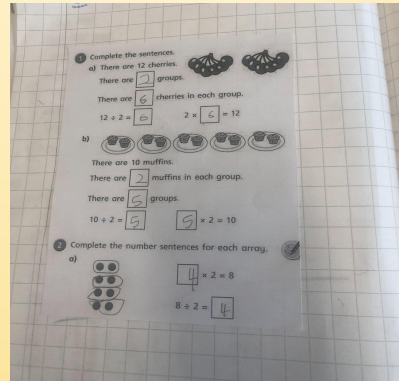 1 Complete the sentences.
a) There are 12 cherries.
There are 2 groups.
There are 6 cherries in each group.
12 ÷ 2 = 6 2 × 6 = 12
b)
There are 10 muffins.
There are 2 muffins in each group.
There are 5 groups.
10 ÷ 2 = 5 5 × 2 = 10
2 Complete the number sentences for each array.
a)
4 × 2 = 8
8 ÷ 2 = 4